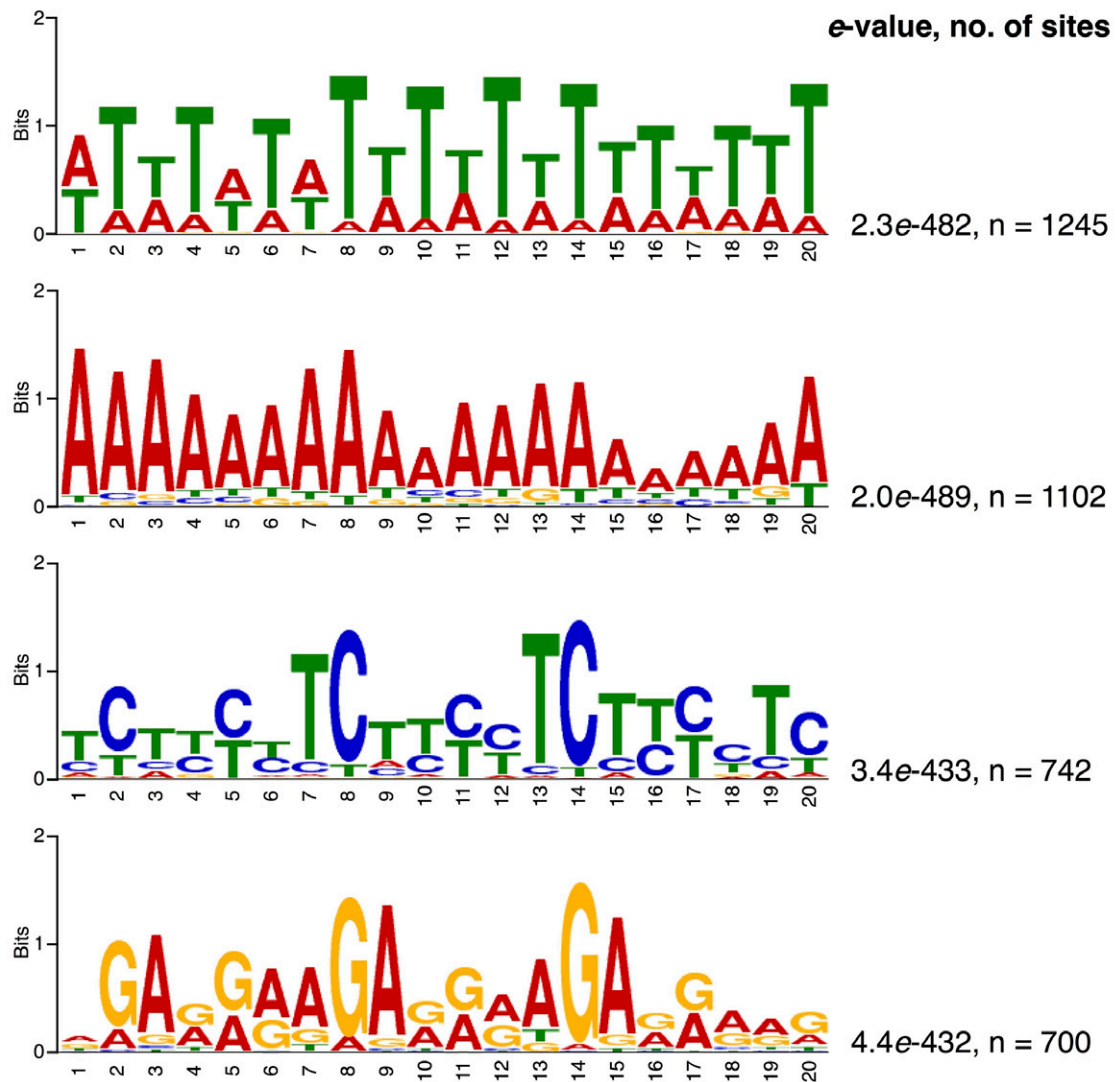 e-value, no. of sites
2
Bits
1
0
ATTTATATTTTTTTTTTTTT
TAAATATAAAAAAAAAAAAA
1 2 3 4 5 6 7 8 9 10 11 12 13 14 15 16 17 18 19 20
2.3e-482, n = 1245
2
Bits
1
0
AAAAAAAAAAAAAAAAAAAA
1 2 3 4 5 6 7 8 9 10 11 12 13 14 15 16 17 18 19 20
2.0e-489, n = 1102
2
Bits
1
0
TCTTCTTCTTCCTCTTCCTC
1 2 3 4 5 6 7 8 9 10 11 12 13 14 15 16 17 18 19 20
3.4e-433, n = 742
2
Bits
1
0
AGAGGAAGAGGAAGAGGAAG
1 2 3 4 5 6 7 8 9 10 11 12 13 14 15 16 17 18 19 20
4.4e-432, n = 700